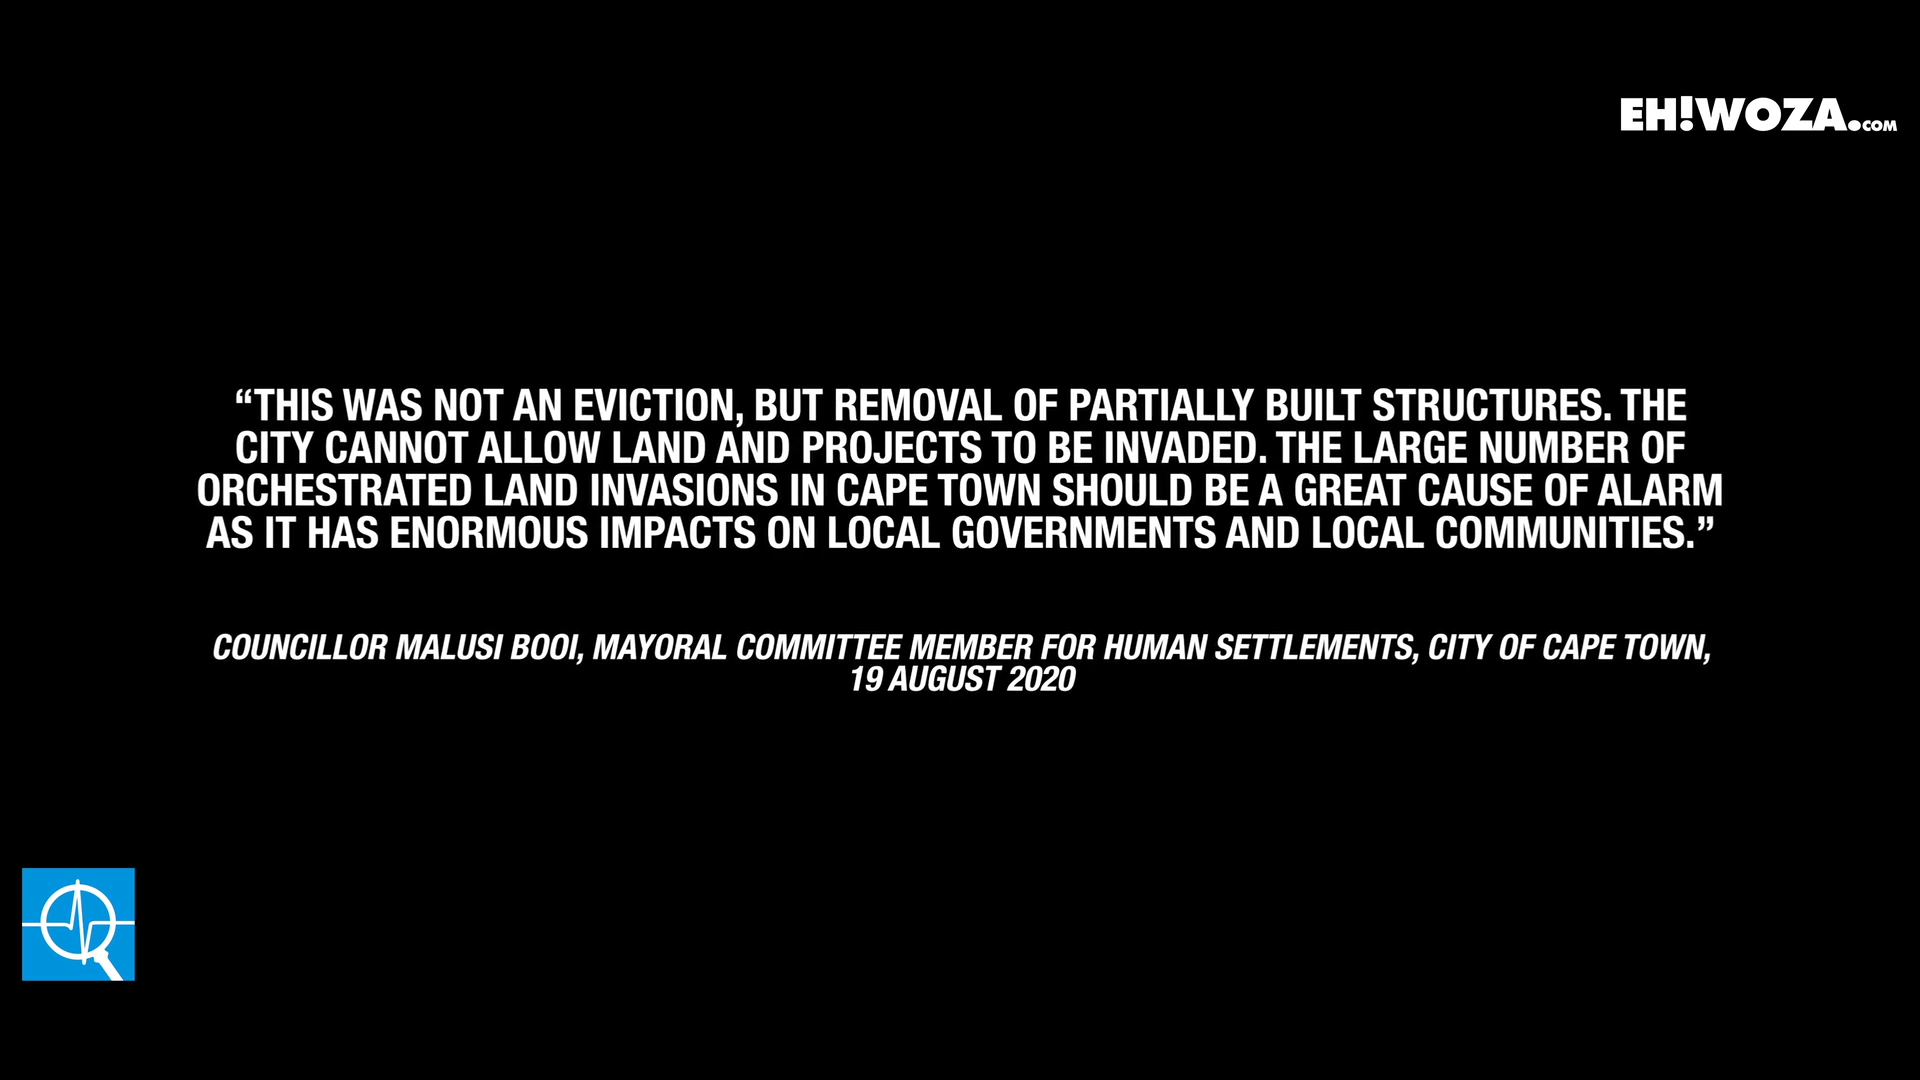 EH!WOZA.COM
“THIS WAS NOT AN EVICTION, BUT REMOVAL OF PARTIALLY BUILT STRUCTURES. THE
CITY CANNOT ALLOW LAND AND PROJECTS TO BE INVADED. THE LARGE NUMBER OF
ORCHESTRATED LAND INVASIONS IN CAPE TOWN SHOULD BE A GREAT CAUSE OF ALARM
AS IT HAS ENORMOUS IMPACTS ON LOCAL GOVERNMENTS AND LOCAL COMMUNITIES.”
COUNCILLOR MALUSI BOOI, MAYORAL COMMITTEE MEMBER FOR HUMAN SETTLEMENTS, CITY OF CAPE TOWN,
19 AUGUST 2020